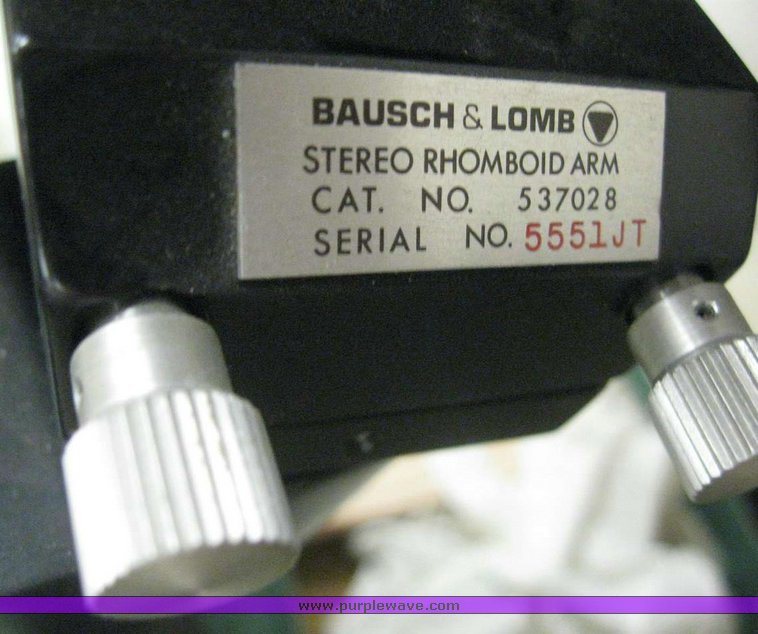 BAUSCH & LOMB
STEREO RHOMBOID ARM
CAT. NO. 537028
SERIAL NO. 5551JT
www.purplewave.com